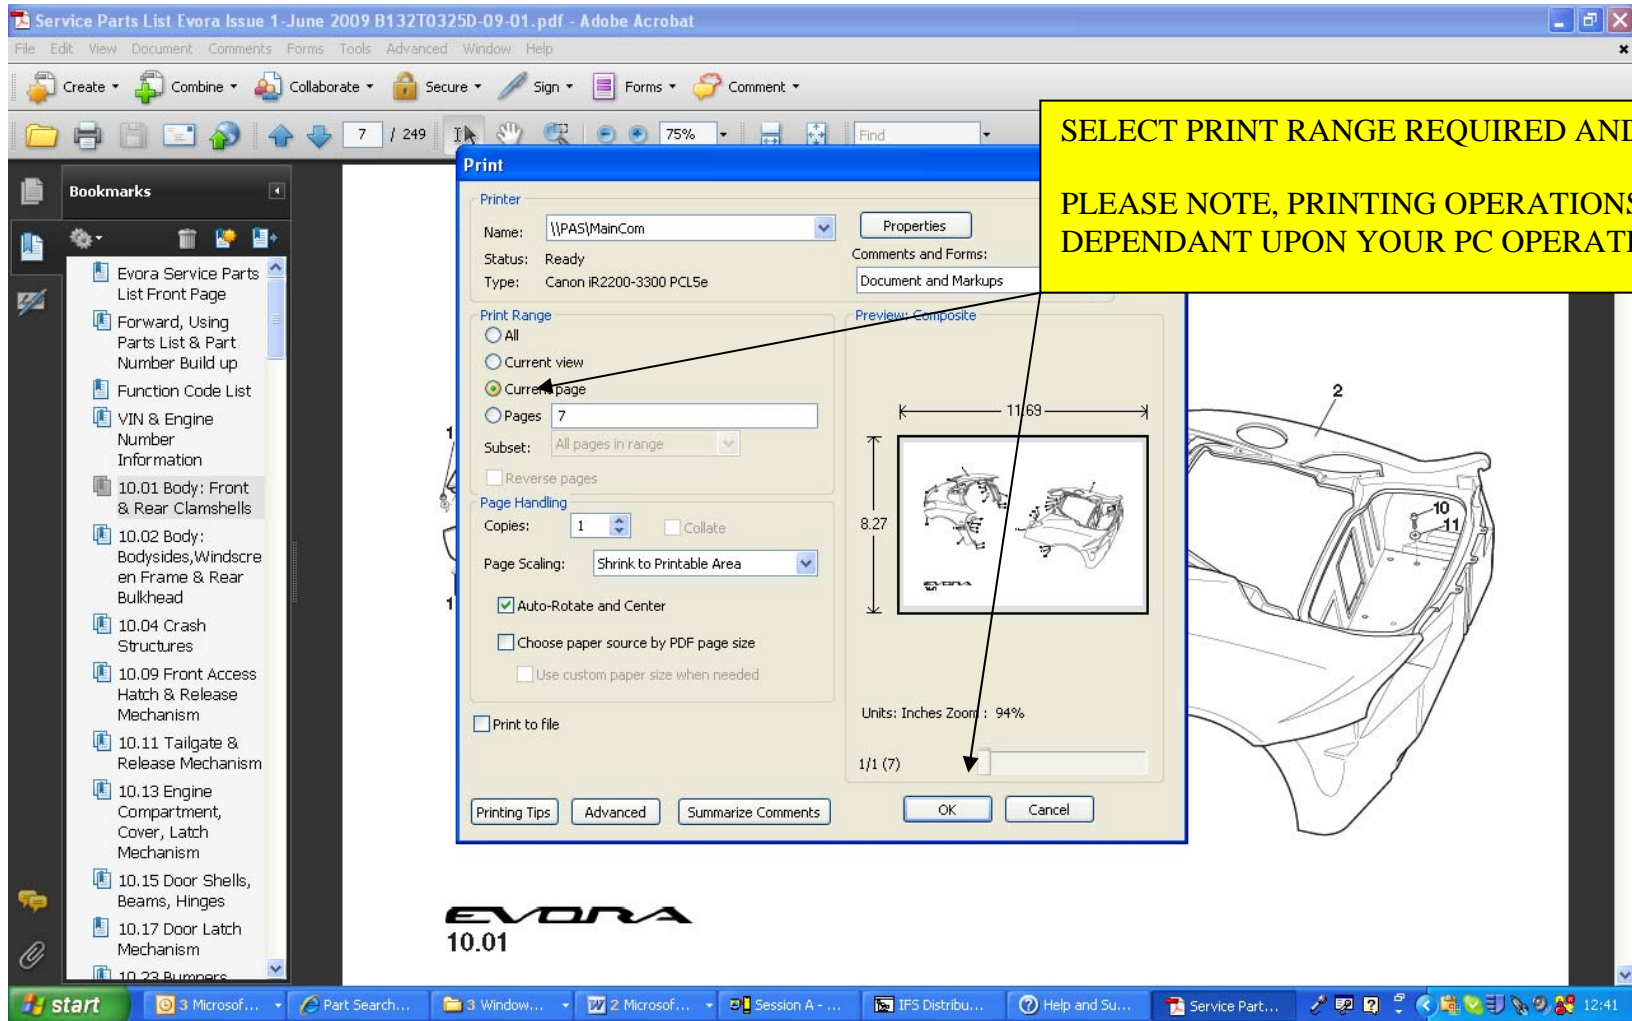 Service Parts List Evora Issue 1-June 2009 B132T0325D-09-01.pdf - Adobe Acrobat
File Edit View Document Comments Forms Tools Advanced Window Help
Create Combine Collaborate Secure Sign Forms Comment
7 / 249 75% Find
SELECT PRINT RANGE REQUIRED AND
PLEASE NOTE, PRINTING OPERATIONS
DEPENDANT UPON YOUR PC OPERATI
Bookmarks
Evora Service Parts
List Front Page
Forward, Using
Parts List & Part
Number Build up
Function Code List
VIN & Engine
Number
Information
10.01 Body: Front
& Rear Clamshells
10.02 Body:
Bodysides,Windscre
en Frame & Rear
Bulkhead
10.04 Crash
Structures
10.09 Front Access
Hatch & Release
Mechanism
10.11 Tailgate &
Release Mechanism
10.13 Engine
Compartment,
Cover, Latch
Mechanism
10.15 Door Shells,
Beams, Hinges
10.17 Door Latch
Mechanism
10.23 Bumpers
Print
Printer
Name: \\PAS\MainCom
Properties
Status: Ready
Comments and Forms:
Type: Canon iR2200-3300 PCL5e
Document and Markups
Print Range
All
Current view
Current page
Pages 7
Subset: All pages in range
Reverse pages
Page Handling
Copies: 1 Collate
Page Scaling: Shrink to Printable Area
Auto-Rotate and Center
Choose paper source by PDF page size
Use custom paper size when needed
Print to file
Preview: Composite
11.69
8.27
EVORA
Units: Inches Zoom : 94%
1/1 (7)
Printing Tips Advanced Summarize Comments OK Cancel
1
1
2
10
11
EVORA
10.01
start 3 Microsof... Part Search... 3 Window... 2 Microsof... Session A - ... IFS Distribu... Help and Su... Service Part... 12:41